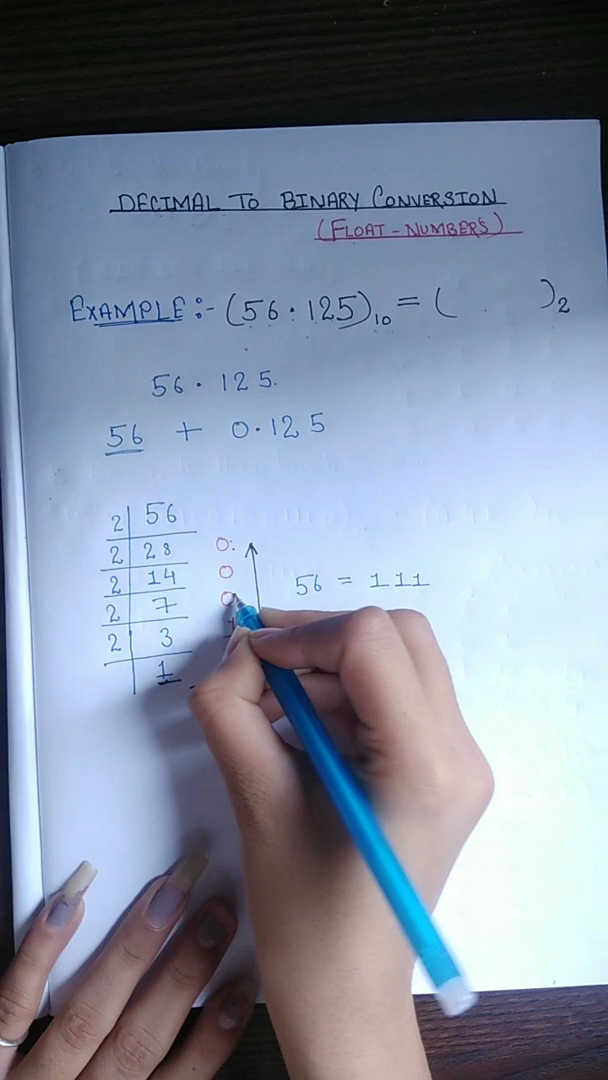 DECIMAL TO BINARY CONVERSION
(FLOAT-NUMBERS)
EXAMPLE:- (56.125)10 = ( . )2
56.125.
56 + 0.125
2 56
2 28 0:
2 14 0
2 7 0
2 3
1
56 = 111